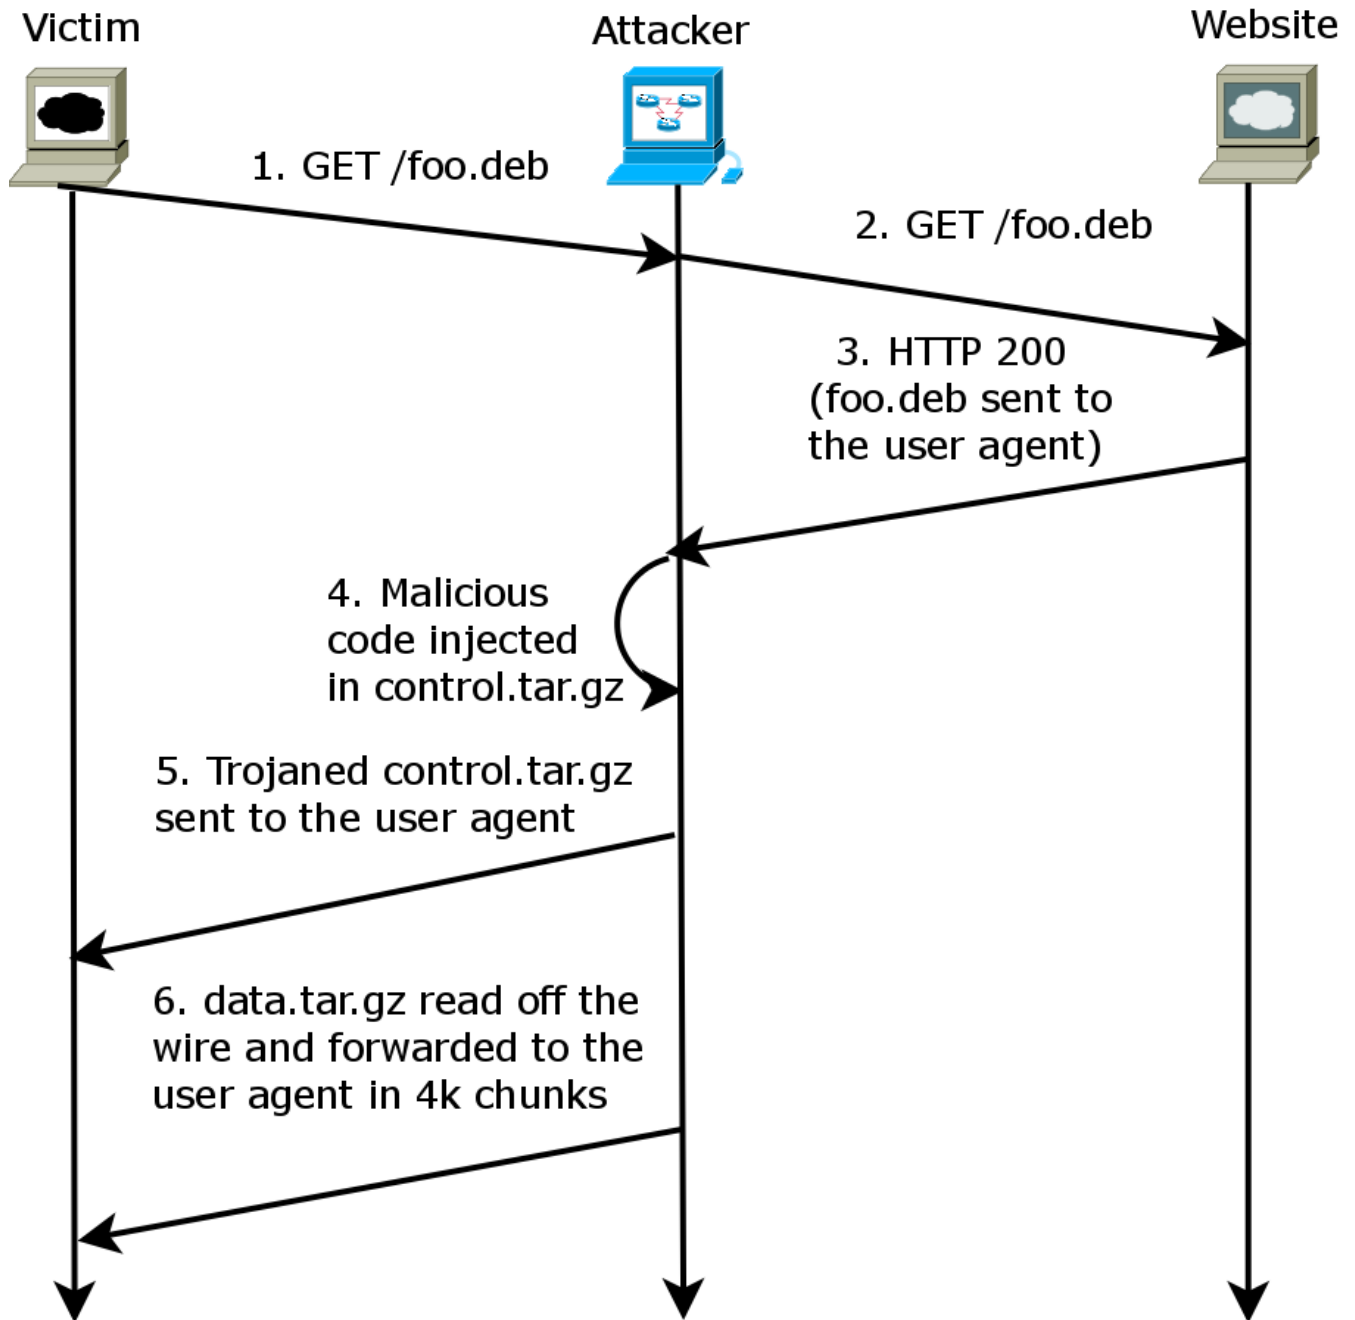 Victim
Attacker
Website
1. GET /foo.deb
2. GET /foo.deb
3. HTTP 200
(foo.deb sent to
the user agent)
4. Malicious
code injected
in control.tar.gz
5. Trojaned control.tar.gz
sent to the user agent
6. data.tar.gz read off the
wire and forwarded to the
user agent in 4k chunks